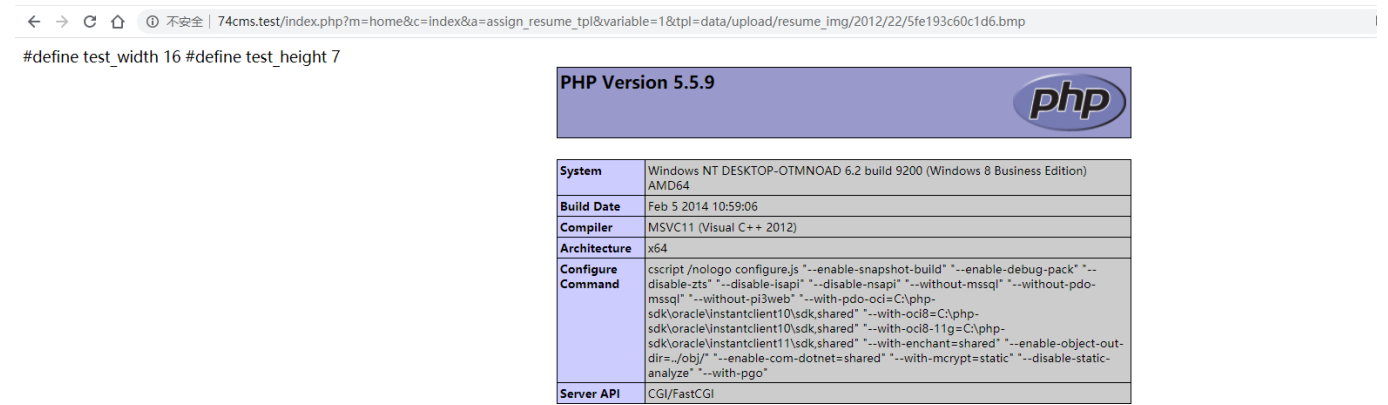 不安全 | 74cms.test/index.php?m=home&c=index&a=assign_resume_tpl&variable=1&tpl=data/upload/resume_img/2012/22/5fe193c60c1d6.bmp
#define test_width 16 #define test_height 7
PHP Version 5.5.9
php
System Windows NT DESKTOP-OTMNOAD 6.2 build 9200 (Windows 8 Business Edition)
AMD64
Build Date Feb 5 2014 10:59:06
Compiler MSVC11 (Visual C++ 2012)
Architecture x64
Configure cscript /nologo configure.js "--enable-snapshot-build" "--enable-debug-pack" "--
Command disable-zts" "--disable-isapi" "--disable-nsapi" "--without-mssql" "--without-pdo-
mssql" "--without-pi3web" "--with-pdo-oci=C:\php-
sdk\oracle\instantclient10\sdk,shared" "--with-oci8=C:\php-
sdk\oracle\instantclient10\sdk,shared" "--with-oci8-11g=C:\php-
sdk\oracle\instantclient11\sdk,shared" "--with-enchant=shared" "--enable-object-out-
dir=../obj/" "--enable-com-dotnet=shared" "--with-mcrypt=static" "--disable-static-
analyze" "--with-pgo"
Server API CGI/FastCGI